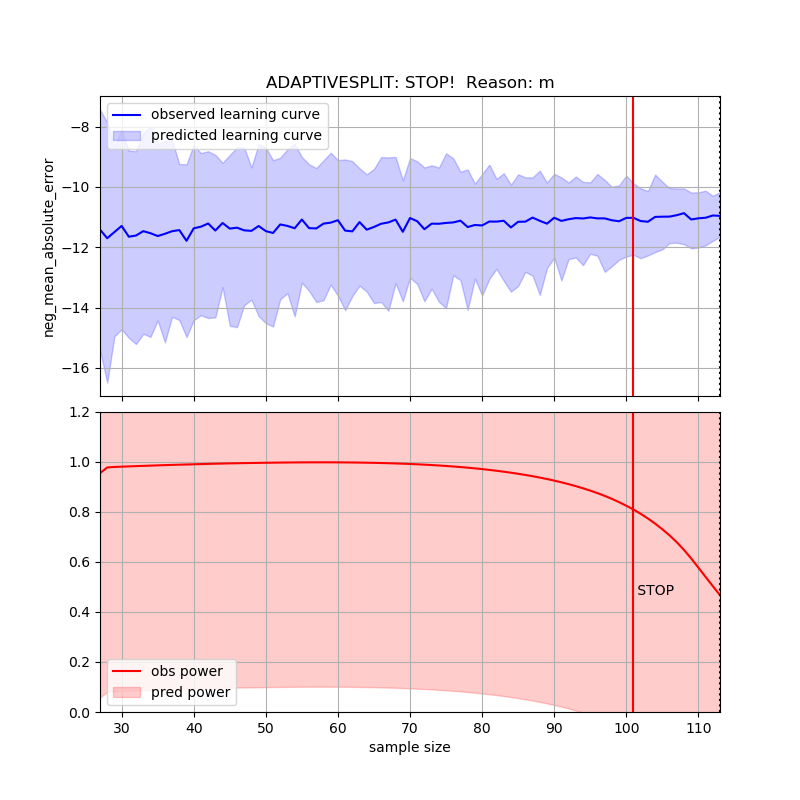 ADAPTIVESPLIT: STOP!  Reason: m
observed learning curve
predicted learning curve
neg_mean_absolute_error
−8
−10
−12
−14
−16
1.2
1.0
0.8
0.6
0.4
0.2
0.0
STOP
obs power
pred power
30 40 50 60 70 80 90 100 110
sample size